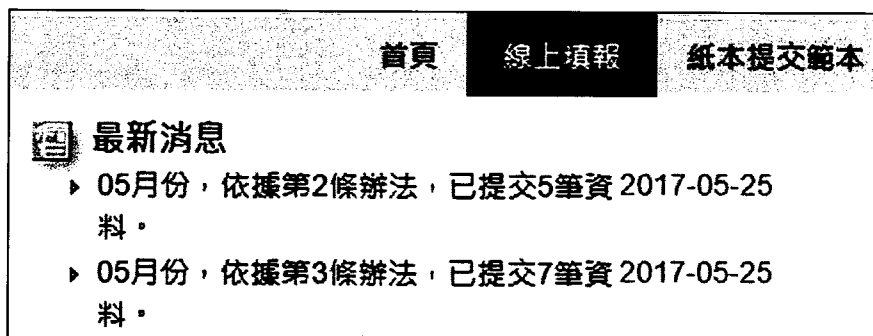 首頁 線上填報 紙本提交範本
最新消息
05月份，依據第2條辦法，已提交5筆資 2017-05-25
料。
05月份，依據第3條辦法，已提交7筆資 2017-05-25
料。